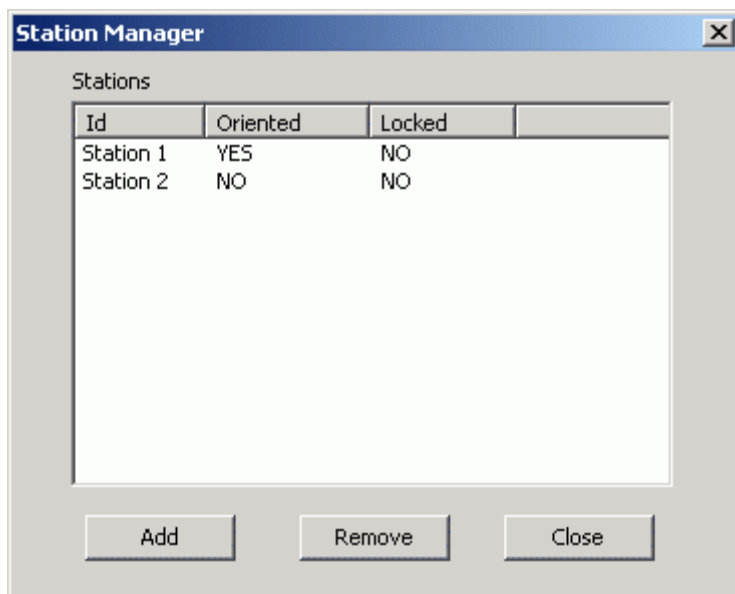 Station Manager
Stations
Id Oriented Locked
Station 1 YES NO
Station 2 NO NO
Add Remove Close